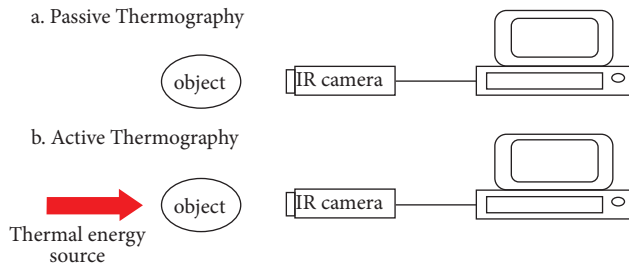 a. Passive Thermography
object
IR camera
b. Active Thermography
object
IR camera
Thermal energy
source